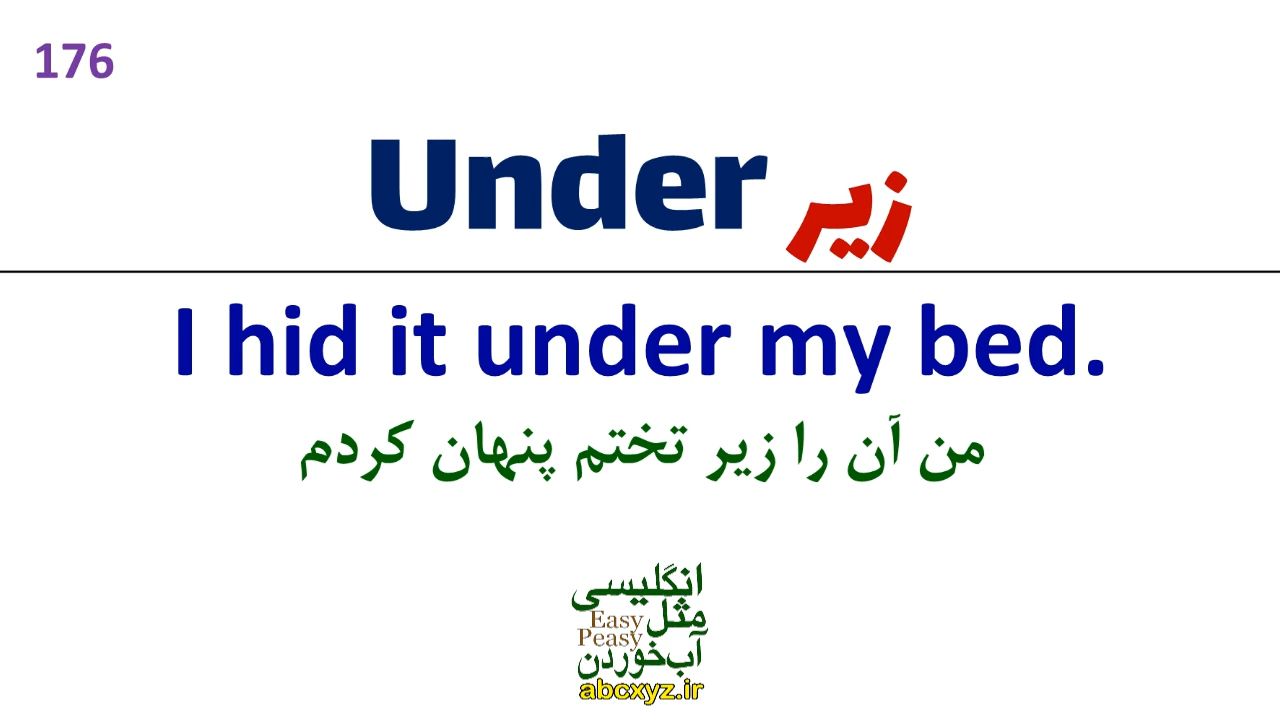 176
Under زیر
I hid it under my bed.
من آن را زیر تختم پنهان کردم
انگلیسی
مثل
Easy
Peasy
آب‌خوردن
abcxyz.ir